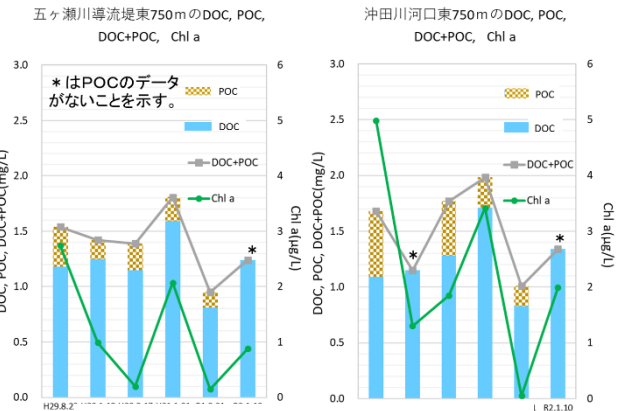 五ヶ瀬川導流堤東750ｍのDOC, POC,
DOC+POC, Chl a
3.0
2.5
2.0
1.5
1.0
0.5
0.0
DOC, POC, DOC+POC(mg/L)
＊はPOCのデータ
がないことを示す。
POC
DOC
DOC+POC
Chl a
*
6
5
4
3
2
1
0
Chl a(μg/L)
H29.8.2
沖田川河口東750ｍのDOC, POC,
DOC+POC, Chl a
3.0
2.5
2.0
1.5
1.0
0.5
0.0
DOC, POC, DOC+POC(mg/L)
POC
DOC
DOC+POC
Chl a
*
*
6
5
4
3
2
1
0
Chl a(μg/L)
R2.1.10